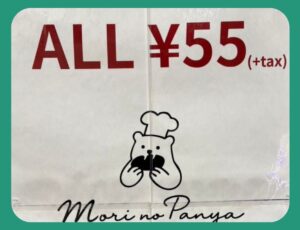 ALL ¥55(+tax)
Mori no Panya